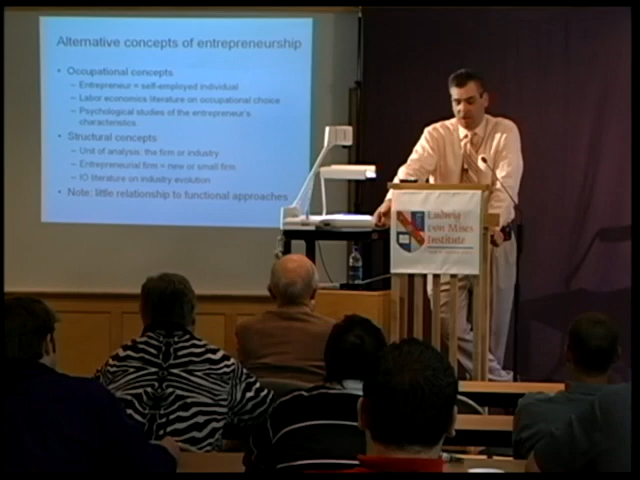 Alternative concepts of entrepreneurship
• Occupational concepts
– Entrepreneur = self-employed individual
– Labor economics literature on occupational choice
– Psychological studies of the entrepreneur's
characteristics
• Structural concepts
– Unit of analysis: the firm or industry
– Entrepreneurial firm = new or small firm
– IO literature on industry evolution
• Note: little relationship to functional approaches
Ludwig
von Mises
Institute